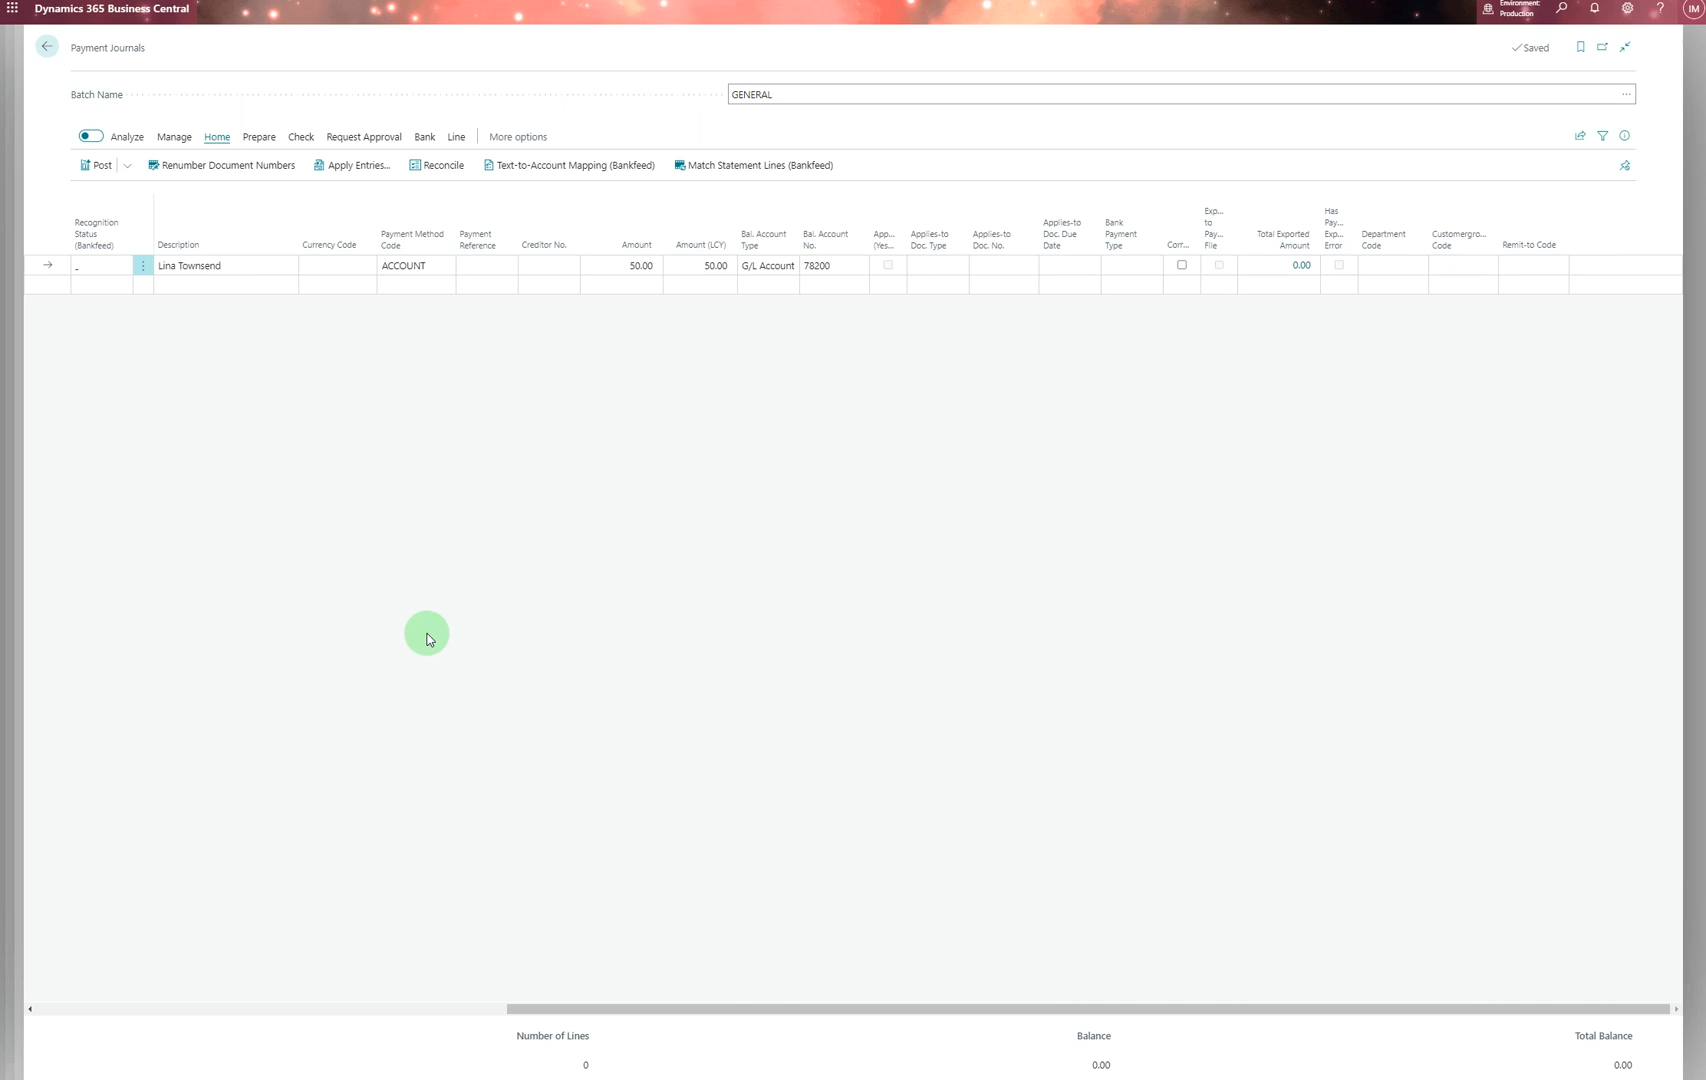 Dynamics 365 Business Central
Environment:
Production
IM
Payment Journals
Saved
Batch Name
GENERAL
Analyze Manage Home Prepare Check Request Approval Bank Line More options
Post Renumber Document Numbers Apply Entries... Reconcile Text-to-Account Mapping (Bankfeed) Match Statement Lines (Bankfeed)
Recognition Status (Bankfeed) Description Currency Code Payment Method Code Payment Reference Creditor No. Amount Amount (LCY) Bal. Account Type Bal. Account No. App... (Yes... Applies-to Doc. Type Applies-to Doc. No. Applies-to Doc. Due Date Bank Payment Type Corr... Exp... to Pay... File Total Exported Amount Has Pay... Exp... Error Department Code Customergro... Code Remit-to Code
_ Lina Townsend ACCOUNT 50.00 50.00 G/L Account 78200 0.00
Number of Lines Balance Total Balance
0 0.00 0.00